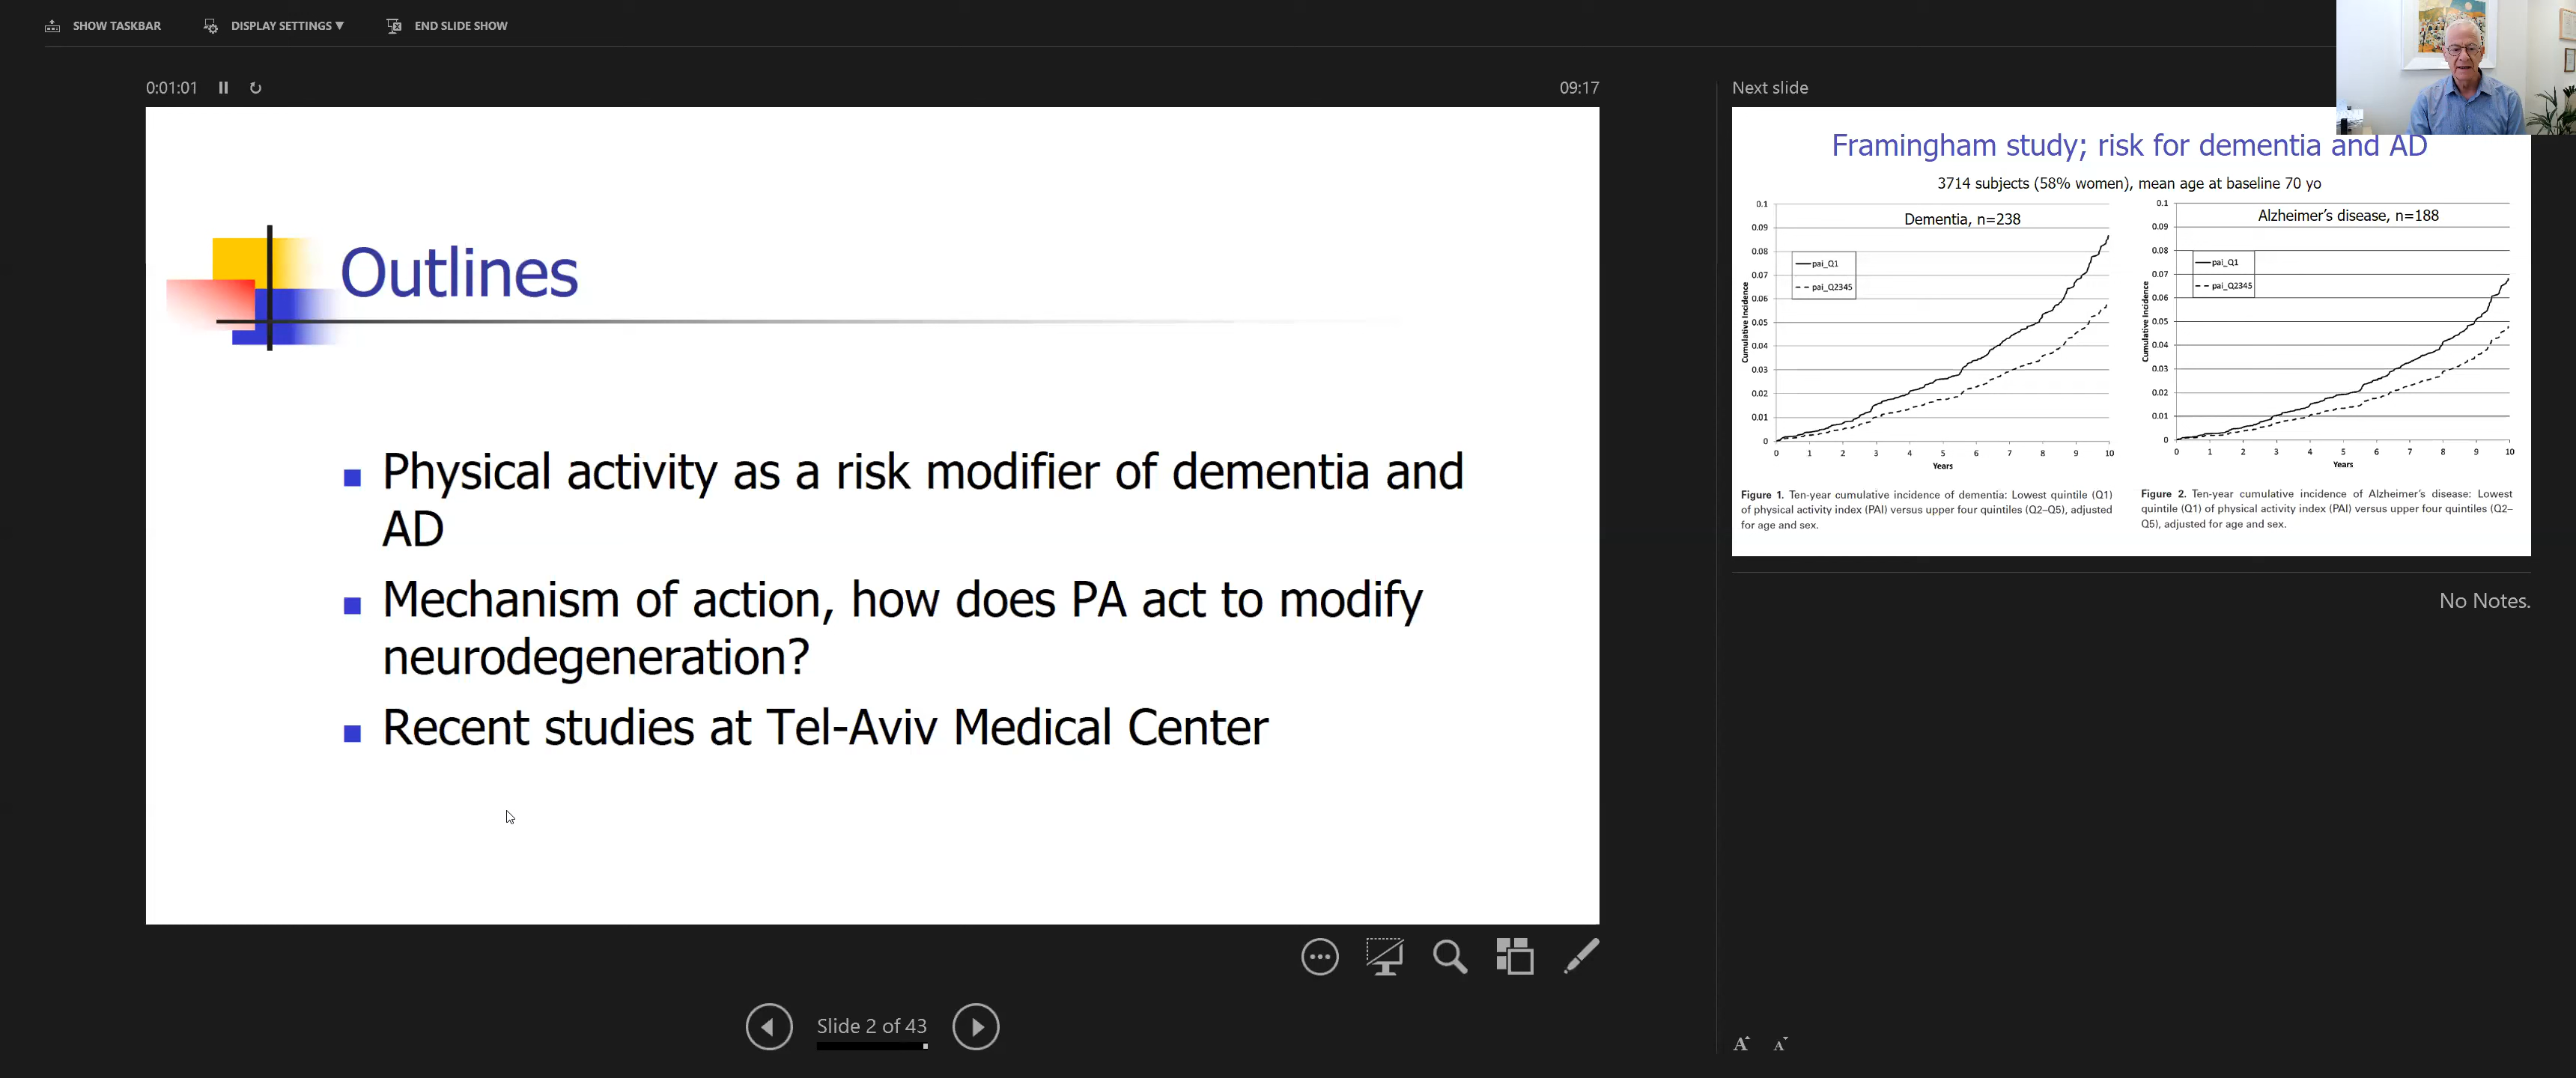 SHOW TASKBAR
DISPLAY SETTINGS ▼
END SLIDE SHOW
0:01:01
09:17
Outlines
Physical activity as a risk modifier of dementia and
AD
Mechanism of action, how does PA act to modify
neurodegeneration?
Recent studies at Tel-Aviv Medical Center
Slide 2 of 43
Next slide
Framingham study; risk for dementia and AD
3714 subjects (58% women), mean age at baseline 70 yo
Dementia, n=238
0.1
0.09
0.08
0.07
0.06
0.05
0.04
0.03
0.02
0.01
0
pai_Q1
pai_Q2345
Cumulative Incidence
0 1 2 3 4 5 6 7 8 9 10
Years
Figure 1. Ten-year cumulative incidence of dementia: Lowest quintile (Q1)
of physical activity index (PAI) versus upper four quintiles (Q2–Q5), adjusted
for age and sex.
Alzheimer's disease, n=188
0.1
0.09
0.08
0.07
0.06
0.05
0.04
0.03
0.02
0.01
0
pai_Q1
pai_Q2345
Cumulative Incidence
0 1 2 3 4 5 6 7 8 9 10
Years
Figure 2. Ten-year cumulative incidence of Alzheimer's disease: Lowest
quintile (Q1) of physical activity index (PAI) versus upper four quintiles (Q2–
Q5), adjusted for age and sex.
No Notes.
A A